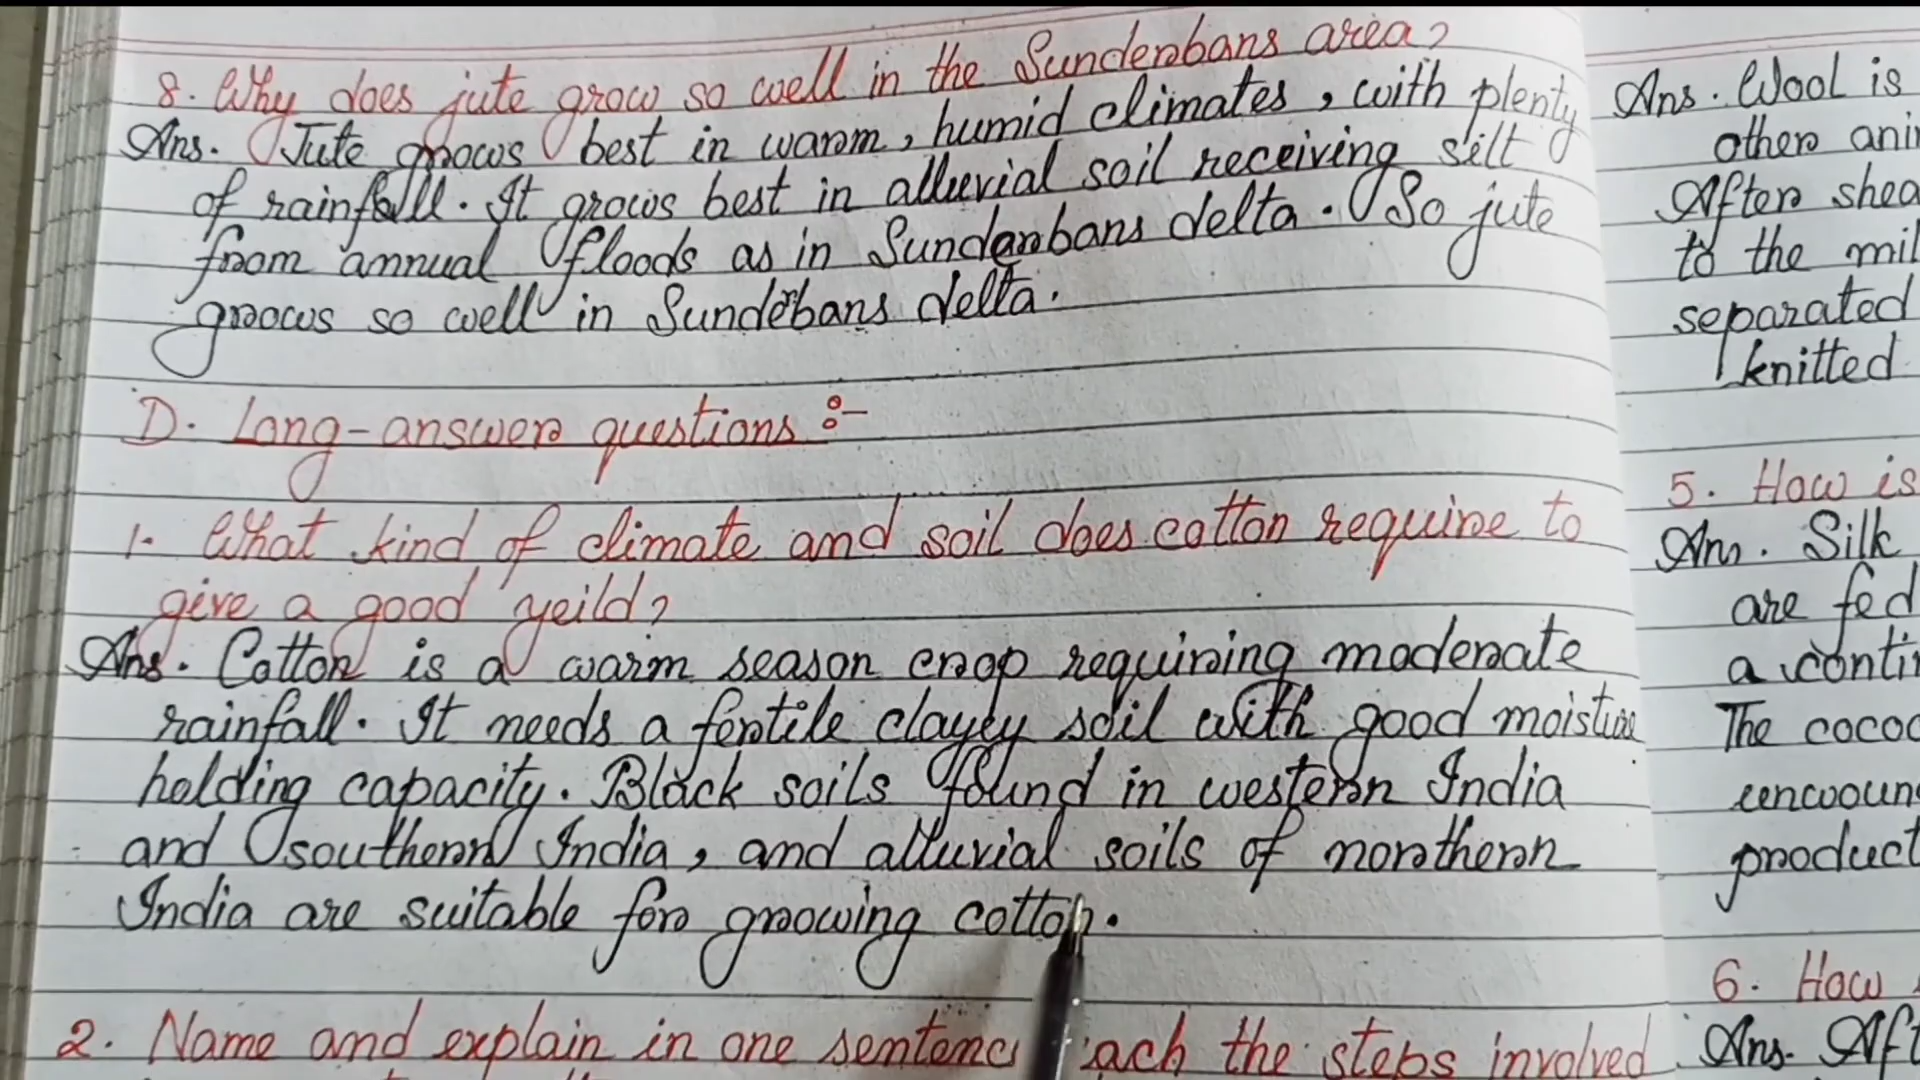 8. Why does jute grow so well in the Sunderbans area?
Ans. Jute grows best in warm, humid climates, with plenty
of rainfall. It grows best in alluvial soil receiving silt
from annual floods as in Sundarbans delta. So jute
grows so well in Sunderbans delta.
D. Long-answer questions :-
1. What kind of climate and soil does cotton require to
give a good yeild?
Ans. Cotton is a warm season crop requiring moderate
rainfall. It needs a fertile clayey soil with good moisture
holding capacity. Black soils found in western India
and southern India, and alluvial soils of northern
India are suitable for growing cotton.
2. Name and explain in one sentenc ach the steps involved
Ans. Wool is
other ani
After shea
to the mil
separated
knitted
5. How is
Ans. Silk
are fed
a conti
The cocoo
unwoun
product
6. How
Ans. Aft